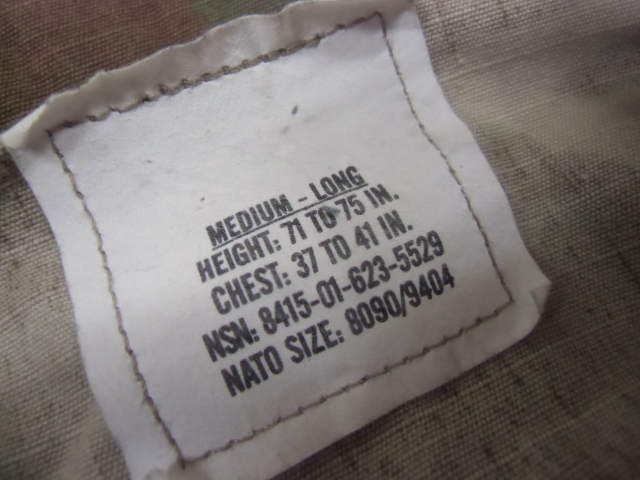 MEDIUM - LONG
HEIGHT: 71 TO 75 IN.
CHEST: 37 TO 41 IN.
NSN: 8415-01-623-5529
NATO SIZE: 8090/9404